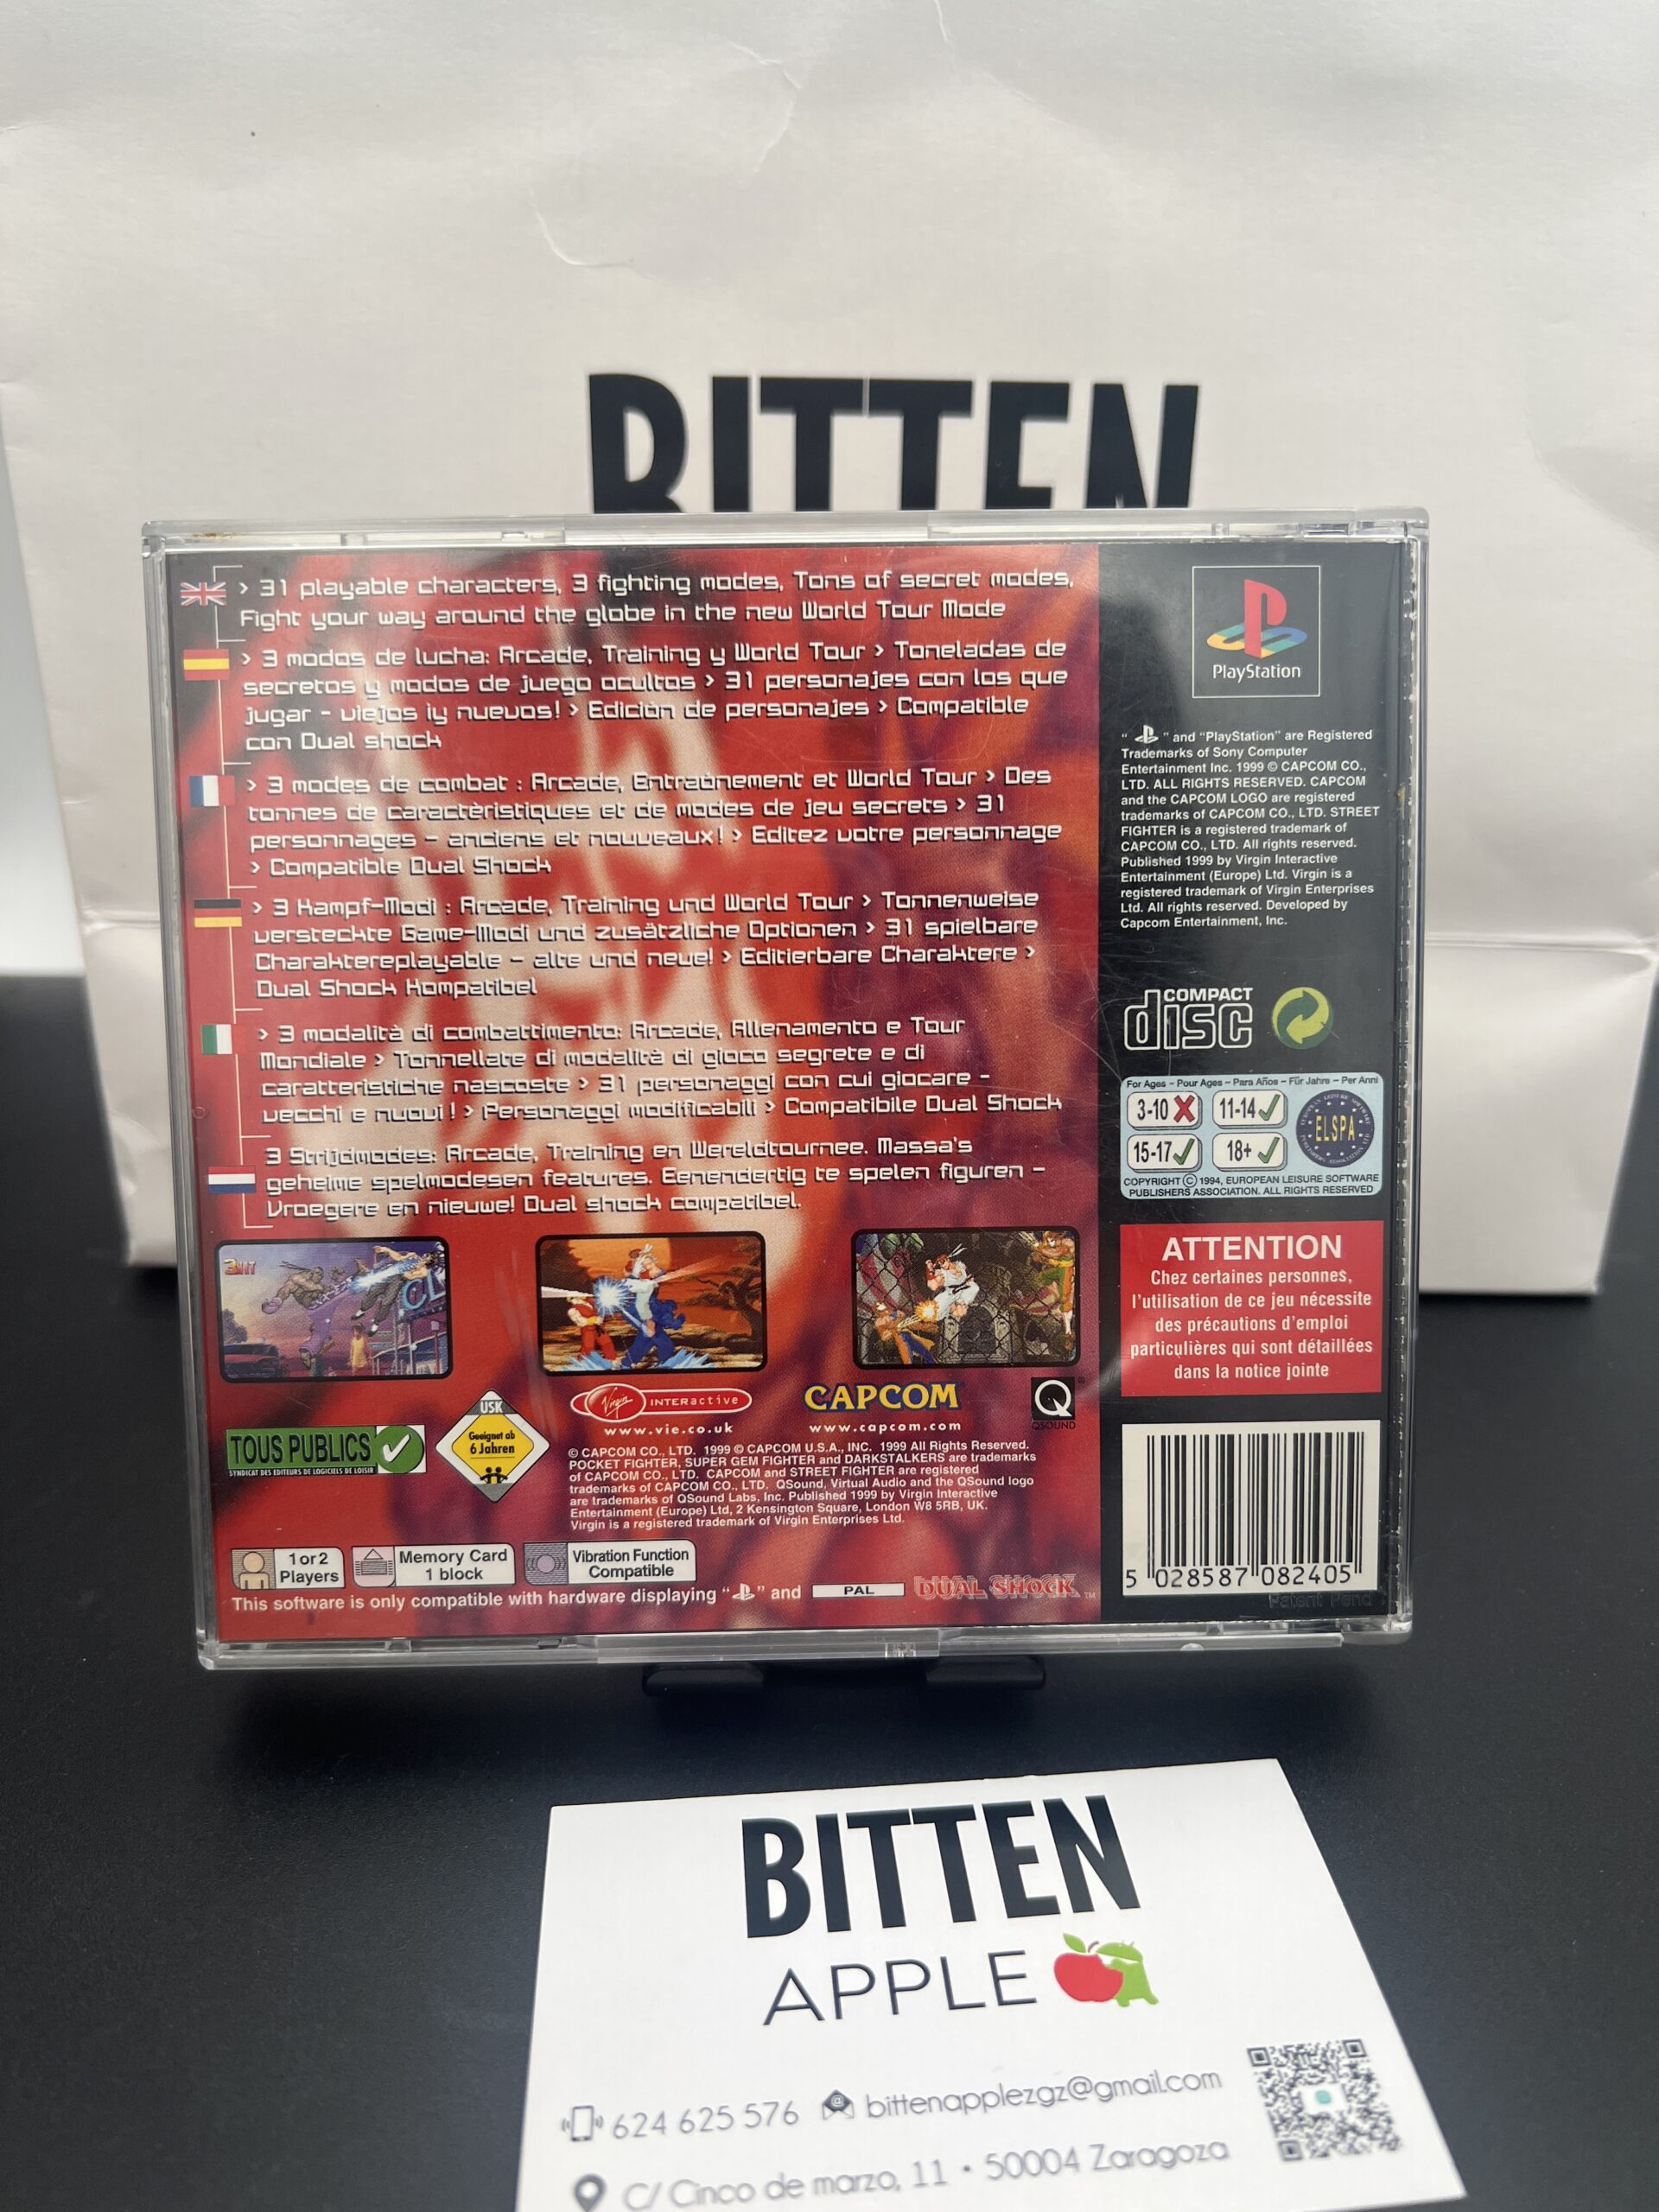 BITTEN
> 31 playable characters, 3 fighting modes, Tons of secret modes,
Fight your way around the globe in the new World Tour Mode
> 3 modos de lucha: Arcade, Training y World Tour > Toneladas de
secretos y modos de juego ocultos > 31 personajes con los que
jugar - viejos ¡y nuevos! > Edición de personajes > Compatible
con Dual shock
> 3 modes de combat : Arcade, Entraònement et World Tour > Des
tonnes de caractèristiques et de modes de jeu secrets > 31
personnages - anciens et nouveaux! > Editez votre personnage
> Compatible Dual Shock
> 3 Kampf-Modi : Arcade, Training und World Tour > Tonnenweise
versteckte Game-Modi und zusätzliche Optionen > 31 spielbare
Charaktereplayable - alte und neue! > Editierbare Charaktere >
Dual Shock Kompatibel
> 3 modalità di combattimento: Arcade, Allenamento e Tour
Mondiale > Tonnellate di modalità di gioco segrete e di
caratteristiche nascoste > 31 personaggi con cui giocare -
vecchi e nuovi! > Personaggi modificabili > Compatibile Dual Shock
3 Strijdmodes: Arcade, Training en Wereldtournee. Massa's
geheime spelmodesen features. Eenendertig te spelen figuren -
Vroegere en nieuwe! Dual shock compatibel.
TOUS PUBLICS
SYNDICAT DES EDITEURS DE LOGICIELS DE LOISIR
USK
Geeignet ab
6 Jahren
Virgin INTERactive
www.vie.co.uk
CAPCOM
www.capcom.com
Q
QSOUND
© CAPCOM CO., LTD. 1999 © CAPCOM U.S.A., INC. 1999 All Rights Reserved.
POCKET FIGHTER, SUPER GEM FIGHTER and DARKSTALKERS are trademarks
of CAPCOM CO., LTD. CAPCOM and STREET FIGHTER are registered
trademarks of CAPCOM CO., LTD. QSound, Virtual Audio and the QSound logo
are trademarks of QSound Labs, Inc. Published 1999 by Virgin Interactive
Entertainment (Europe) Ltd, 2 Kensington Square, London W8 5RB, UK.
Virgin is a registered trademark of Virgin Enterprises Ltd.
1 or 2
Players
Memory Card
1 block
Vibration Function
Compatible
This software is only compatible with hardware displaying " " and PAL DUAL SHOCK™
PlayStation
" " and "PlayStation" are Registered
Trademarks of Sony Computer
Entertainment Inc. 1999 © CAPCOM CO.,
LTD. ALL RIGHTS RESERVED. CAPCOM
and the CAPCOM LOGO are registered
trademarks of CAPCOM CO., LTD. STREET
FIGHTER is a registered trademark of
CAPCOM CO., LTD. All rights reserved.
Published 1999 by Virgin Interactive
Entertainment (Europe) Ltd. Virgin is a
registered trademark of Virgin Enterprises
Ltd. All rights reserved. Developed by
Capcom Entertainment, Inc.
COMPACT
disc
For Ages - Pour Ages - Para Años - Für Jahre - Per Anni
3-10 11-14
15-17 18+
ELSPA
COPYRIGHT © 1994, EUROPEAN LEISURE SOFTWARE
PUBLISHERS ASSOCIATION. ALL RIGHTS RESERVED
ATTENTION
Chez certaines personnes,
l'utilisation de ce jeu nécessite
des précautions d'emploi
particulières qui sont détaillées
dans la notice jointe
5 028587 082405
Patent Pend
BITTEN
APPLE
624 625 576 bittenapplezgz@gmail.com
C/ Cinco de marzo, 11 • 50004 Zaragoza